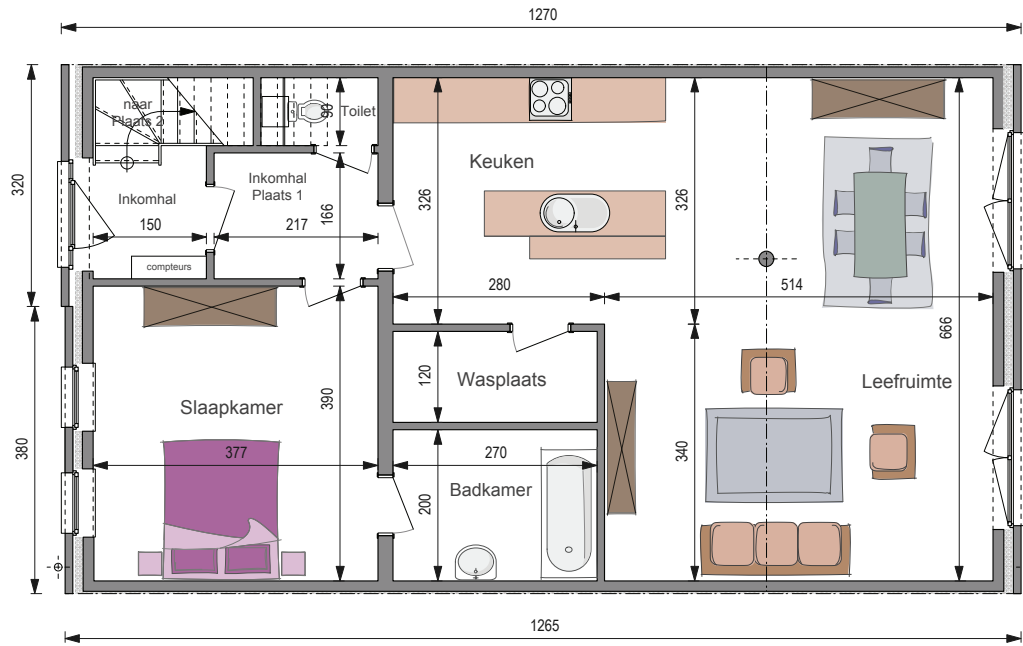 1270
naar
Plaats 2
90
Toilet
320
Inkomhal
150
Inkomhal
Plaats 1
217
166
compteurs
Keuken
326
326
280
514
666
380
Slaapkamer
390
377
120
Wasplaats
Leefruimte
340
270
Badkamer
200
1265